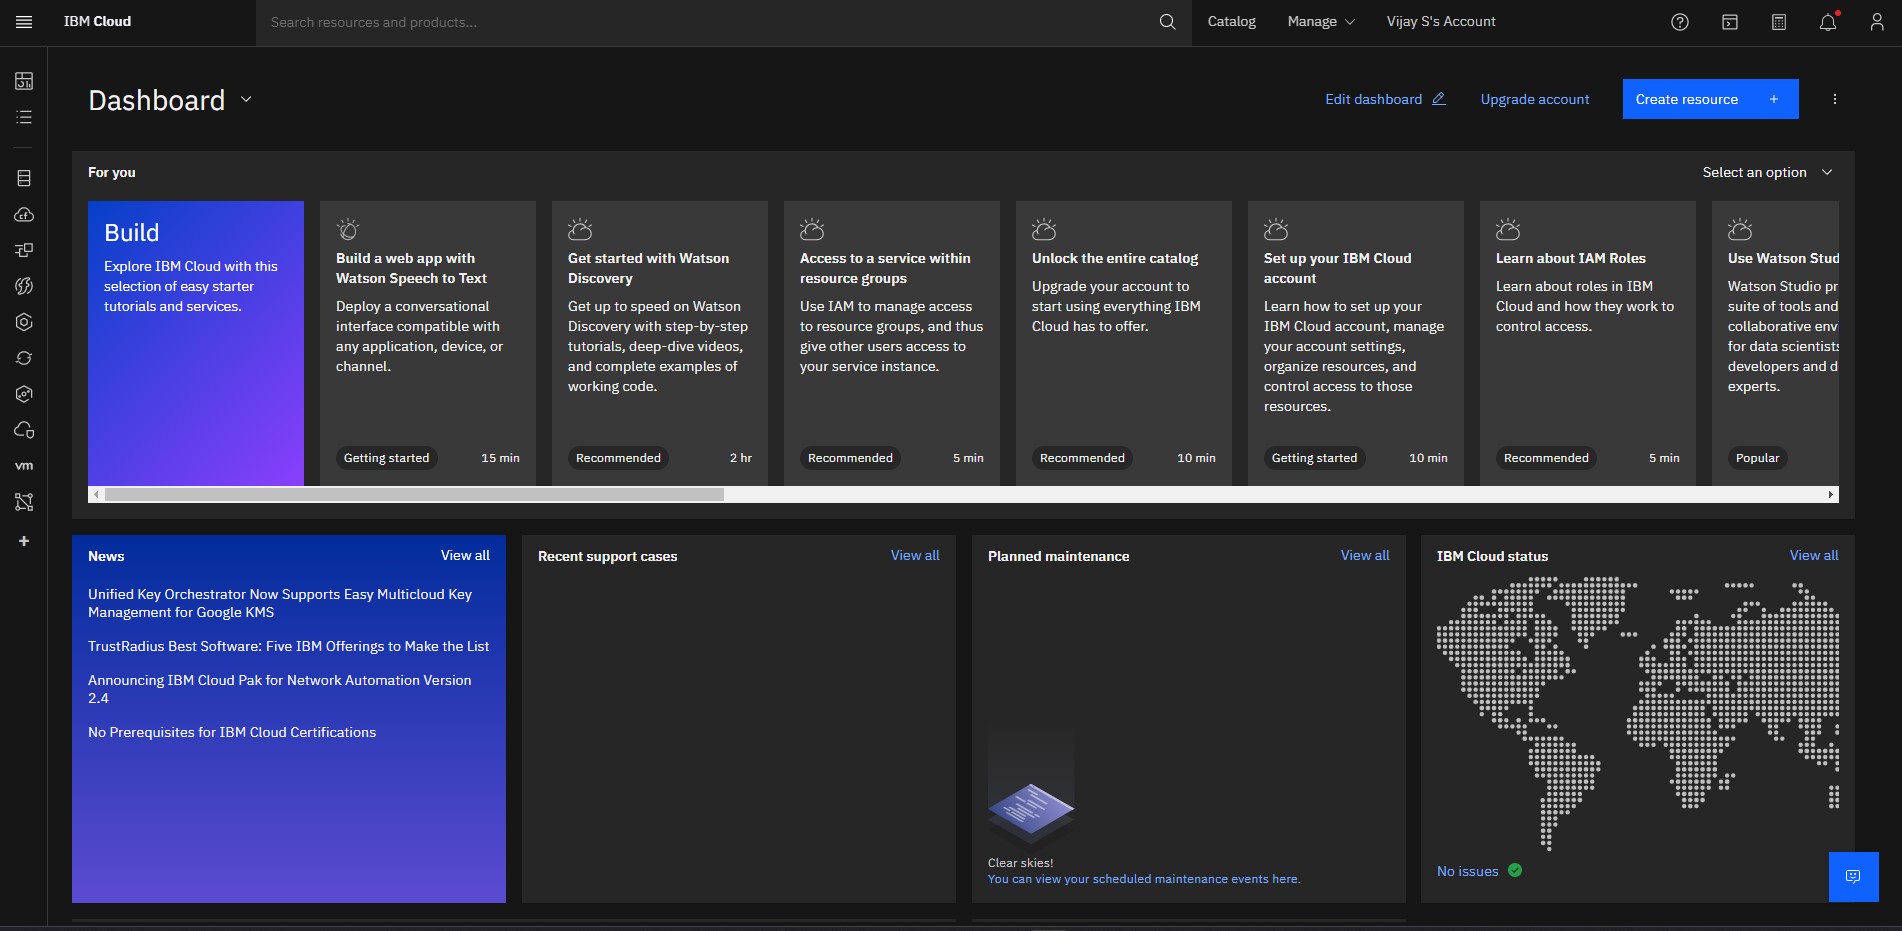 IBM Cloud
Search resources and products...
Catalog
Manage
Vijay S's Account
Dashboard
Edit dashboard
Upgrade account
Create resource +
For you
Select an option
Build
Explore IBM Cloud with this
selection of easy starter
tutorials and services.
Build a web app with
Watson Speech to Text
Deploy a conversational
interface compatible with
any application, device, or
channel.
Getting started
15 min
Get started with Watson
Discovery
Get up to speed on Watson
Discovery with step-by-step
tutorials, deep-dive videos,
and complete examples of
working code.
Recommended
2 hr
Access to a service within
resource groups
Use IAM to manage access
to resource groups, and thus
give other users access to
your service instance.
Recommended
5 min
Unlock the entire catalog
Upgrade your account to
start using everything IBM
Cloud has to offer.
Recommended
10 min
Set up your IBM Cloud
account
Learn how to set up your
IBM Cloud account, manage
your account settings,
organize resources, and
control access to those
resources.
Getting started
10 min
Learn about IAM Roles
Learn about roles in IBM
Cloud and how they work to
control access.
Recommended
5 min
Use Watson Stud
Watson Studio pr
suite of tools and
collaborative env
for data scientists
developers and d
experts.
Popular
cf
vm
News
View all
Unified Key Orchestrator Now Supports Easy Multicloud Key
Management for Google KMS
TrustRadius Best Software: Five IBM Offerings to Make the List
Announcing IBM Cloud Pak for Network Automation Version
2.4
No Prerequisites for IBM Cloud Certifications
Recent support cases
View all
Planned maintenance
View all
Clear skies!
You can view your scheduled maintenance events here.
IBM Cloud status
View all
No issues